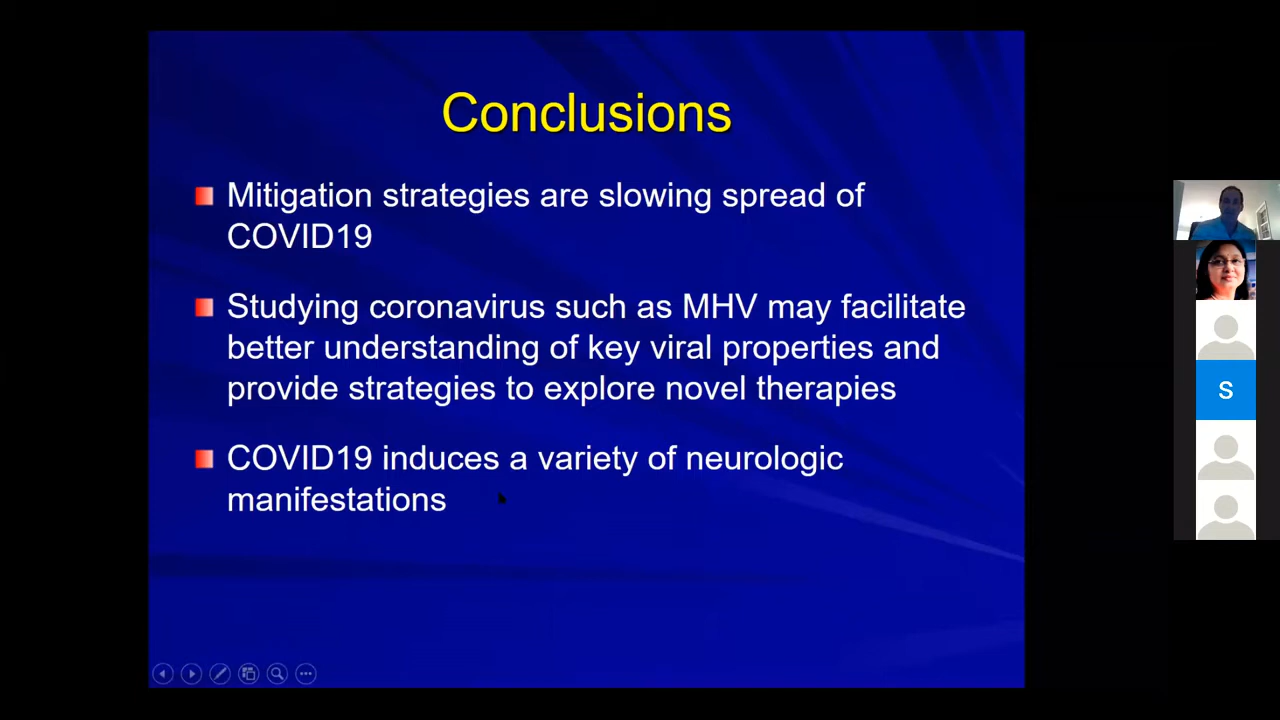 Conclusions
Mitigation strategies are slowing spread of
COVID19
Studying coronavirus such as MHV may facilitate
better understanding of key viral properties and
provide strategies to explore novel therapies
COVID19 induces a variety of neurologic
manifestations
S